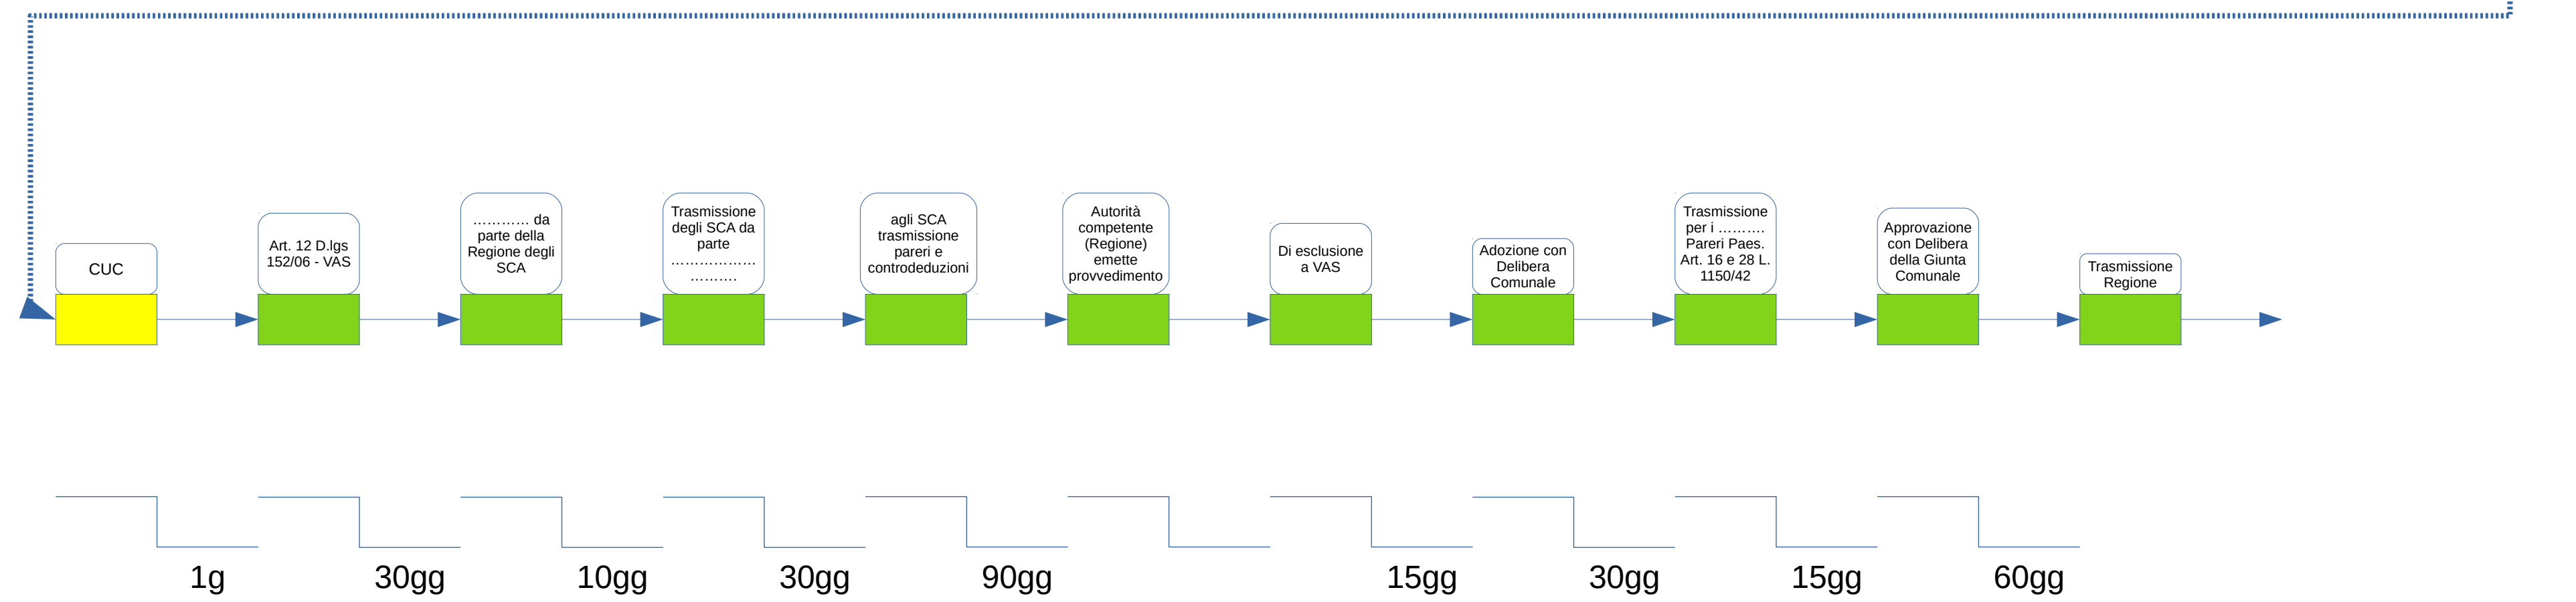 CUC
Art. 12 D.lgs
152/06 - VAS
………… da
parte della
Regione degli
SCA
Trasmissione
degli SCA da
parte
………………
……….
agli SCA
trasmissione
pareri e
controdeduzioni
Autorità
competente
(Regione)
emette
provvedimento
Di esclusione
a VAS
Adozione con
Delibera
Comunale
Trasmissione
per i ……….
Pareri Paes.
Art. 16 e 28 L.
1150/42
Approvazione
con Delibera
della Giunta
Comunale
Trasmissione
Regione
1g
30gg
10gg
30gg
90gg
15gg
30gg
15gg
60gg